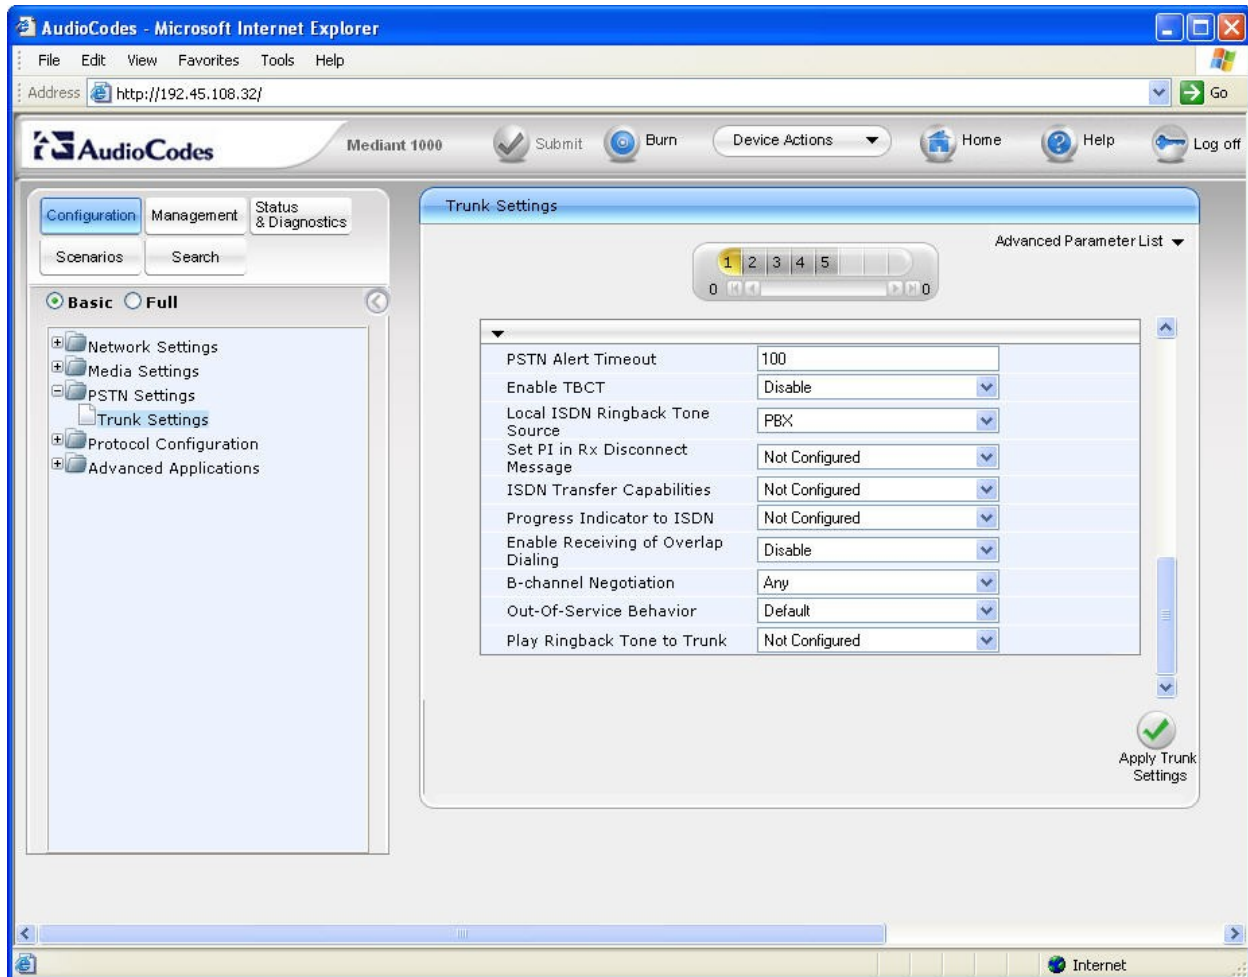 AudioCodes - Microsoft Internet Explorer
File Edit View Favorites Tools Help
Address http://192.45.108.32/ Go
AudioCodes Mediant 1000 Submit Burn Device Actions Home Help Log off
Configuration Management Status & Diagnostics
Scenarios Search
Basic Full
Network Settings
Media Settings
PSTN Settings
Trunk Settings
Protocol Configuration
Advanced Applications
Trunk Settings
Advanced Parameter List
1 2 3 4 5
0 0
PSTN Alert Timeout 100
Enable TBCT Disable
Local ISDN Ringback Tone Source PBX
Set PI in Rx Disconnect Message Not Configured
ISDN Transfer Capabilities Not Configured
Progress Indicator to ISDN Not Configured
Enable Receiving of Overlap Dialing Disable
B-channel Negotiation Any
Out-Of-Service Behavior Default
Play Ringback Tone to Trunk Not Configured
Apply Trunk Settings
Internet